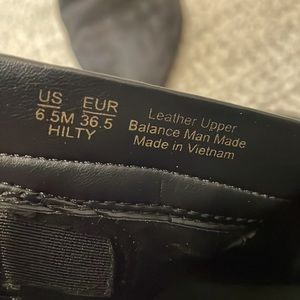 US EUR
6.5M 36.5
HILTY
Leather Upper
Balance Man Made
Made in Vietnam